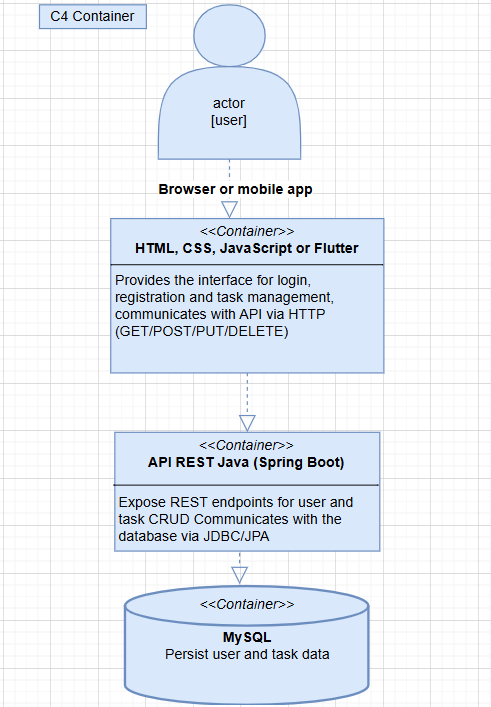 C4 Container
actor
[user]
Browser or mobile app
<<Container>>
HTML, CSS, JavaScript or Flutter
Provides the interface for login,
registration and task management,
communicates with API via HTTP
(GET/POST/PUT/DELETE)
<<Container>>
API REST Java (Spring Boot)
Expose REST endpoints for user and
task CRUD Communicates with the
database via JDBC/JPA
<<Container>>
MySQL
Persist user and task data